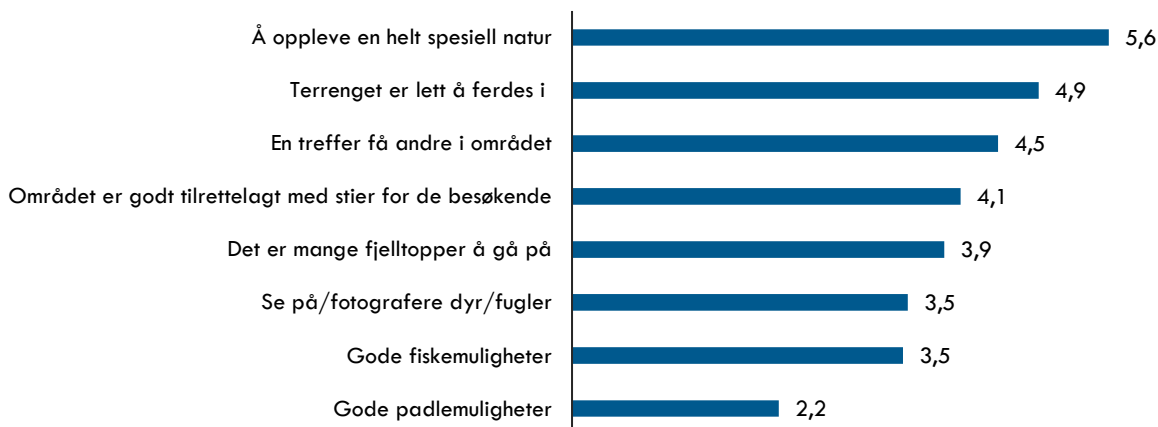 Å oppleve en helt spesiell natur 5,6
Terrenget er lett å ferdes i 4,9
En treffer få andre i området 4,5
Området er godt tilrettelagt med stier for de besøkende 4,1
Det er mange fjelltopper å gå på 3,9
Se på/fotografere dyr/fugler 3,5
Gode fiskemuligheter 3,5
Gode padlemuligheter 2,2